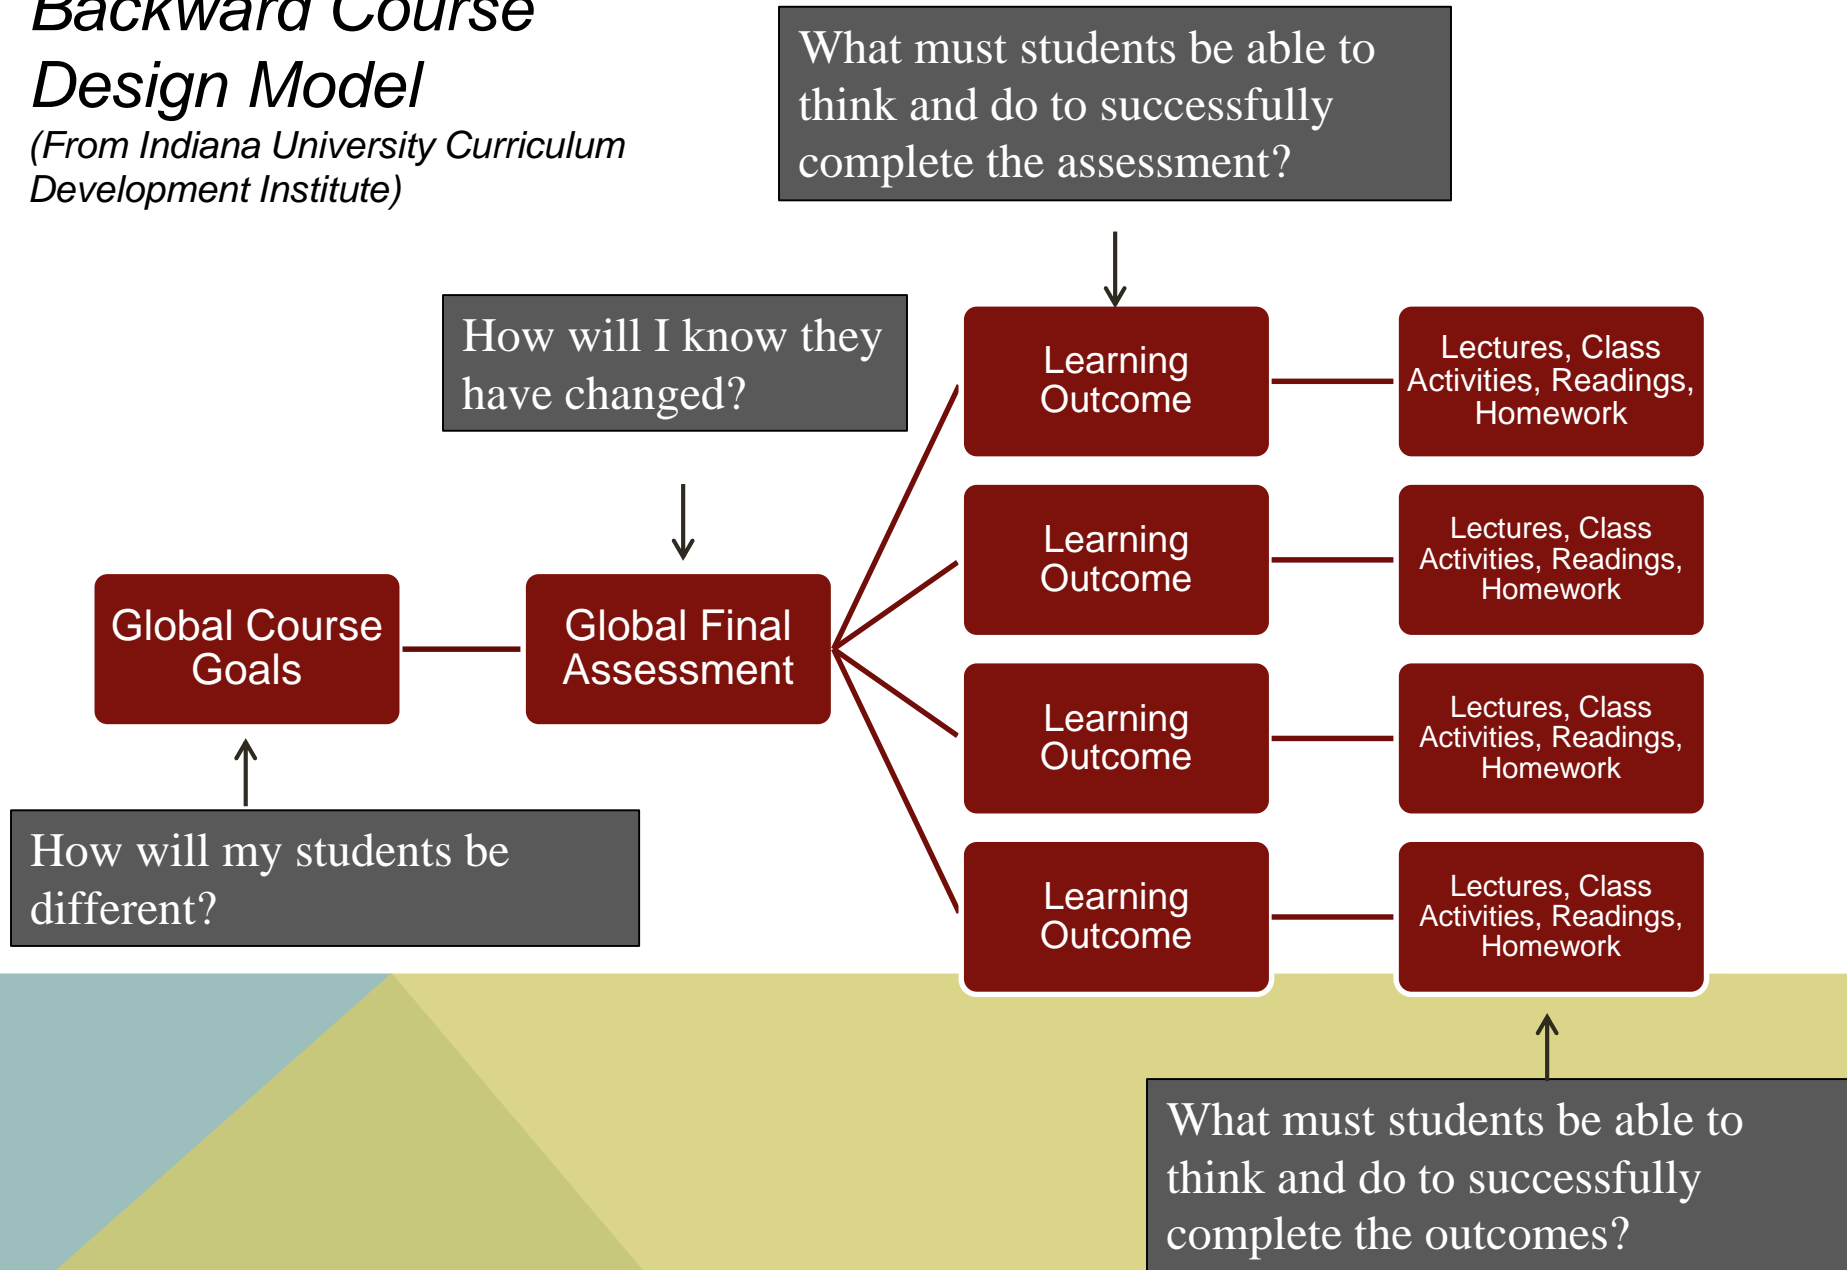 Backward Course
Design Model
(From Indiana University Curriculum
Development Institute)
What must students be able to
think and do to successfully
complete the assessment?
How will I know they
have changed?
Global Course
Goals
How will my students be
different?
Global Final
Assessment
Learning
Outcome
Lectures, Class
Activities, Readings,
Homework
Learning
Outcome
Lectures, Class
Activities, Readings,
Homework
Learning
Outcome
Lectures, Class
Activities, Readings,
Homework
Learning
Outcome
Lectures, Class
Activities, Readings,
Homework
What must students be able to
think and do to successfully
complete the outcomes?